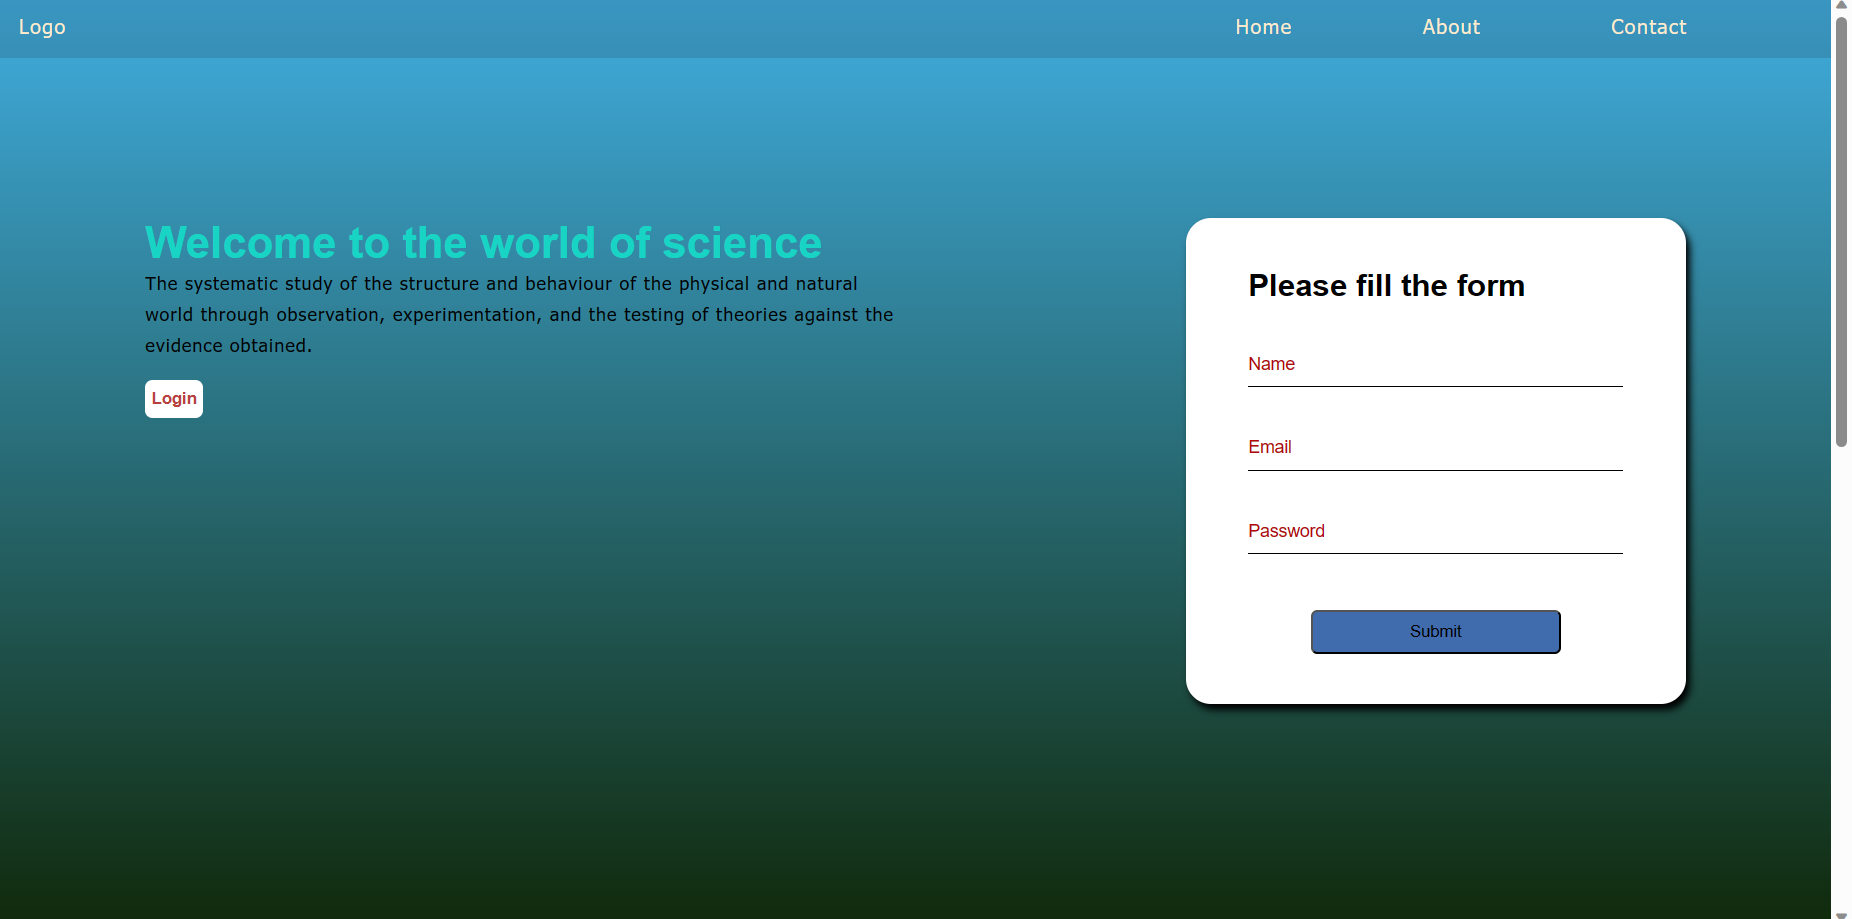 Logo
Home
About
Contact
Welcome to the world of science
The systematic study of the structure and behaviour of the physical and natural
world through observation, experimentation, and the testing of theories against the
evidence obtained.
Login
Please fill the form
Name
Email
Password
Submit